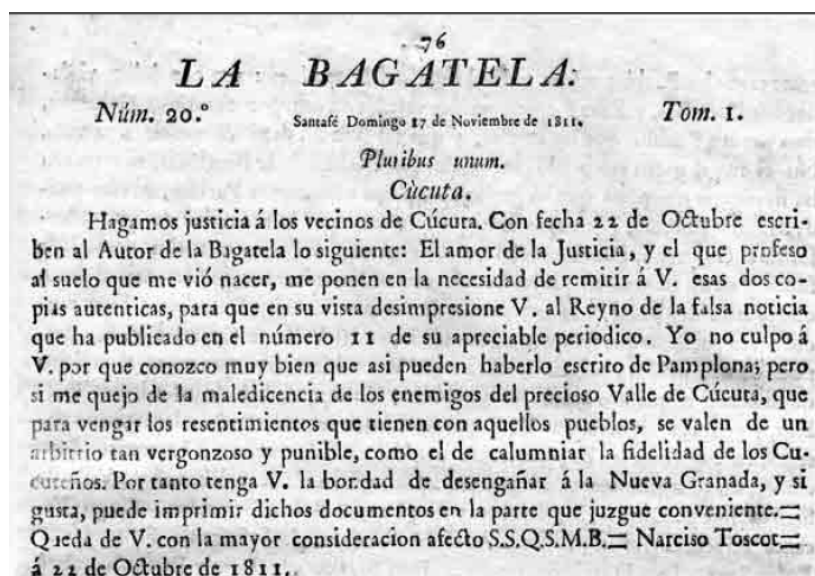 76
LA BAGATELA:
Núm. 20.º Santafé Domingo 17 de Noviembre de 1811. Tom. 1.
Pluribus unum.
Cùcuta.
Hagamos justicia á los vecinos de Cúcura. Con fecha 22 de Octubre escri-
ben al Autor de la Bagatela lo siguiente: El amor de la Justicia, y el que profeso
al suelo que me vió nacer, me ponen en la necesidad de remitir á V. esas dos co-
pias autenticas, para que en su vista desimpresione V. al Reyno de la falsa noticia
que ha publicado en el número 11 de su apreciable periodico. Yo no culpo á
V. por que conozco muy bien que asi pueden haberlo escrito de Pamplona; pero
si me quejo de la maledicencia de los enemigos del precioso Valle de Cúcuta, que
para vengar los resentimientos que tienen con aquellos pueblos, se valen de un
arbitrio tan vergonzoso y punible, como el de calumniar la fidelidad de los Cu-
cuteños. Por tanto tenga V. la bordad de desengañar á la Nueva Granada, y si
gusta, puede imprimir dichos documentos en la parte que juzgue conveniente.=
Queda de V. con la mayor consideracion afecto S.S.Q.S.M.B.= Narciso Toscot=
á 22 de Octubre de 1811..